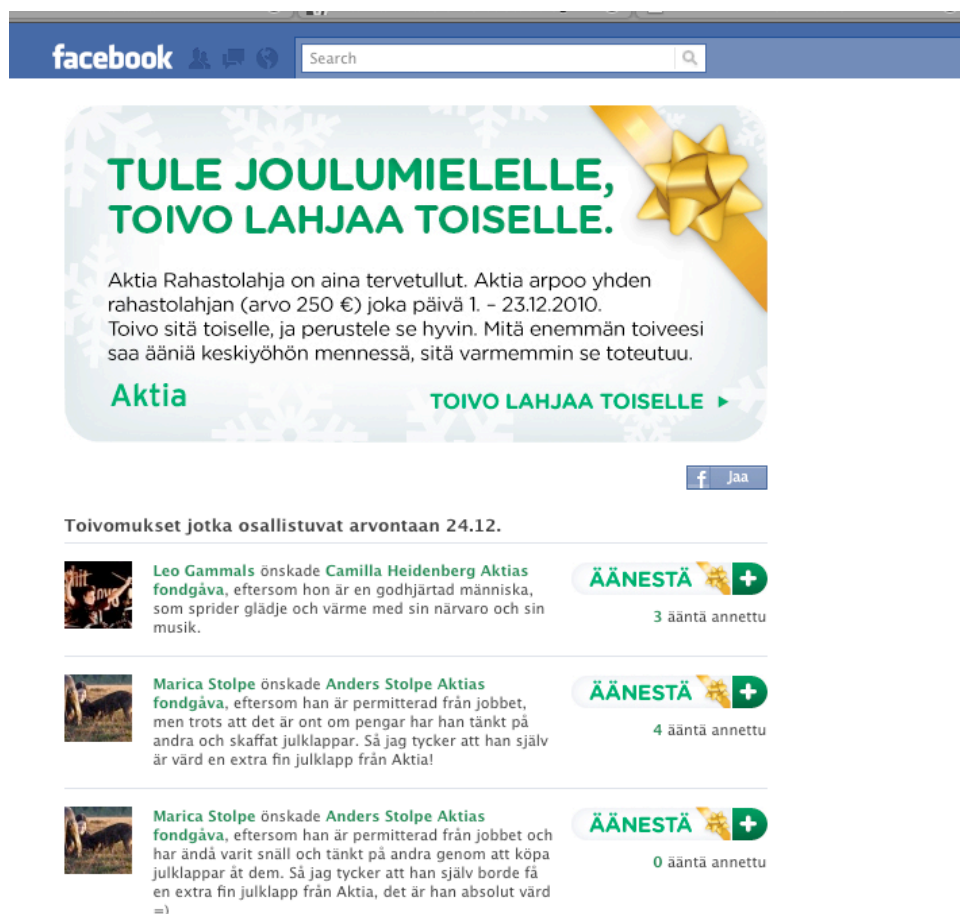 facebook
Search
TULE JOULUMIELELLE,
TOIVO LAHJAA TOISELLE.
Aktia Rahastolahja on aina tervetullut. Aktia arpoo yhden
rahastolahjan (arvo 250 €) joka päivä 1. – 23.12.2010.
Toivo sitä toiselle, ja perustele se hyvin. Mitä enemmän toiveesi
saa ääniä keskiyöhön mennessä, sitä varmemmin se toteutuu.
Aktia
TOIVO LAHJAA TOISELLE
f Jaa
Toivomukset jotka osallistuvat arvontaan 24.12.
Leo Gammals önskade Camilla Heidenberg Aktias
fondgåva, eftersom hon är en godhjärtad människa,
som sprider glädje och värme med sin närvaro och sin
musik.
ÄÄNESTÄ +
3 ääntä annettu
Marica Stolpe önskade Anders Stolpe Aktias
fondgåva, eftersom han är permitterad från jobbet,
men trots att det är ont om pengar har han tänkt på
andra och skaffat julklappar. Så jag tycker att han själv
är värd en extra fin julklapp från Aktia!
ÄÄNESTÄ +
4 ääntä annettu
Marica Stolpe önskade Anders Stolpe Aktias
fondgåva, eftersom han är permitterad från jobbet och
har ändå varit snäll och tänkt på andra genom att köpa
julklappar åt dem. Så jag tycker att han själv borde få
en extra fin julklapp från Aktia, det är han absolut värd
=)
ÄÄNESTÄ +
0 ääntä annettu